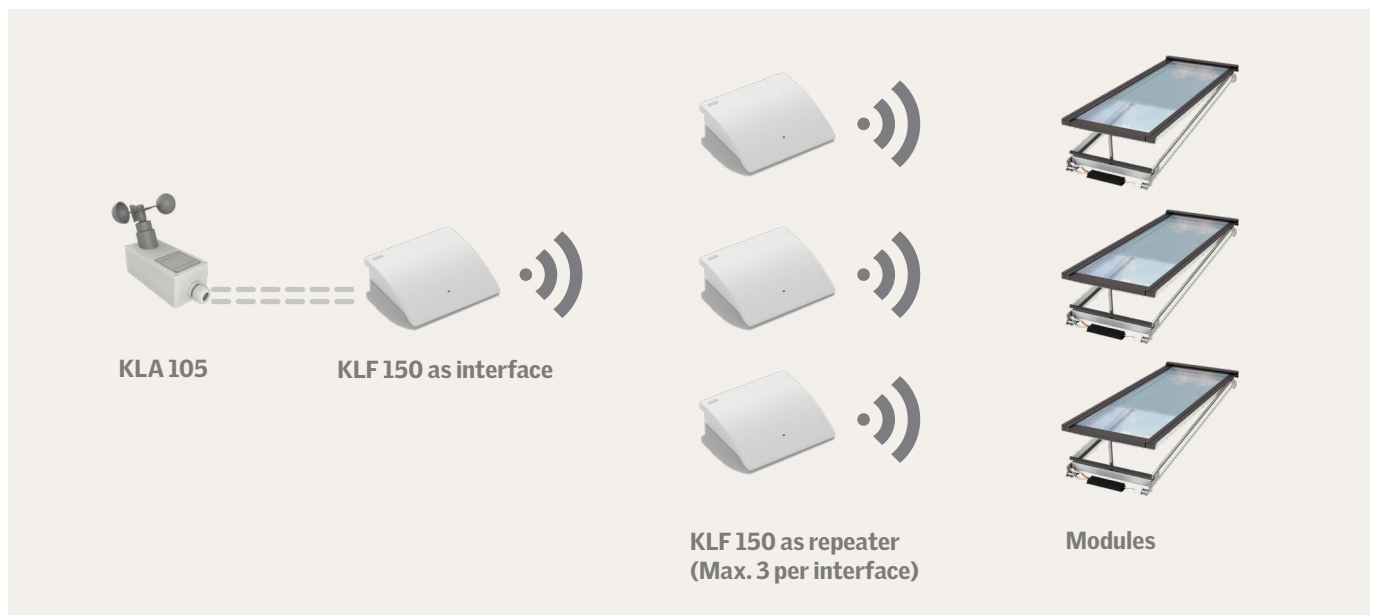 KLA 105
KLF 150 as interface
KLF 150 as repeater
(Max. 3 per interface)
Modules